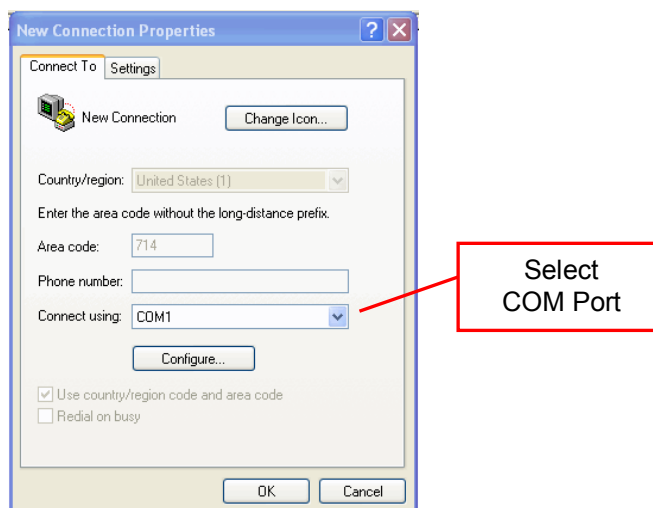 New Connection Properties
Connect To Settings
New Connection Change Icon...
Country/region: United States (1)
Enter the area code without the long-distance prefix.
Area code: 714
Phone number:
Connect using: COM1
Configure...
Use country/region code and area code
Redial on busy
OK Cancel
Select
COM Port